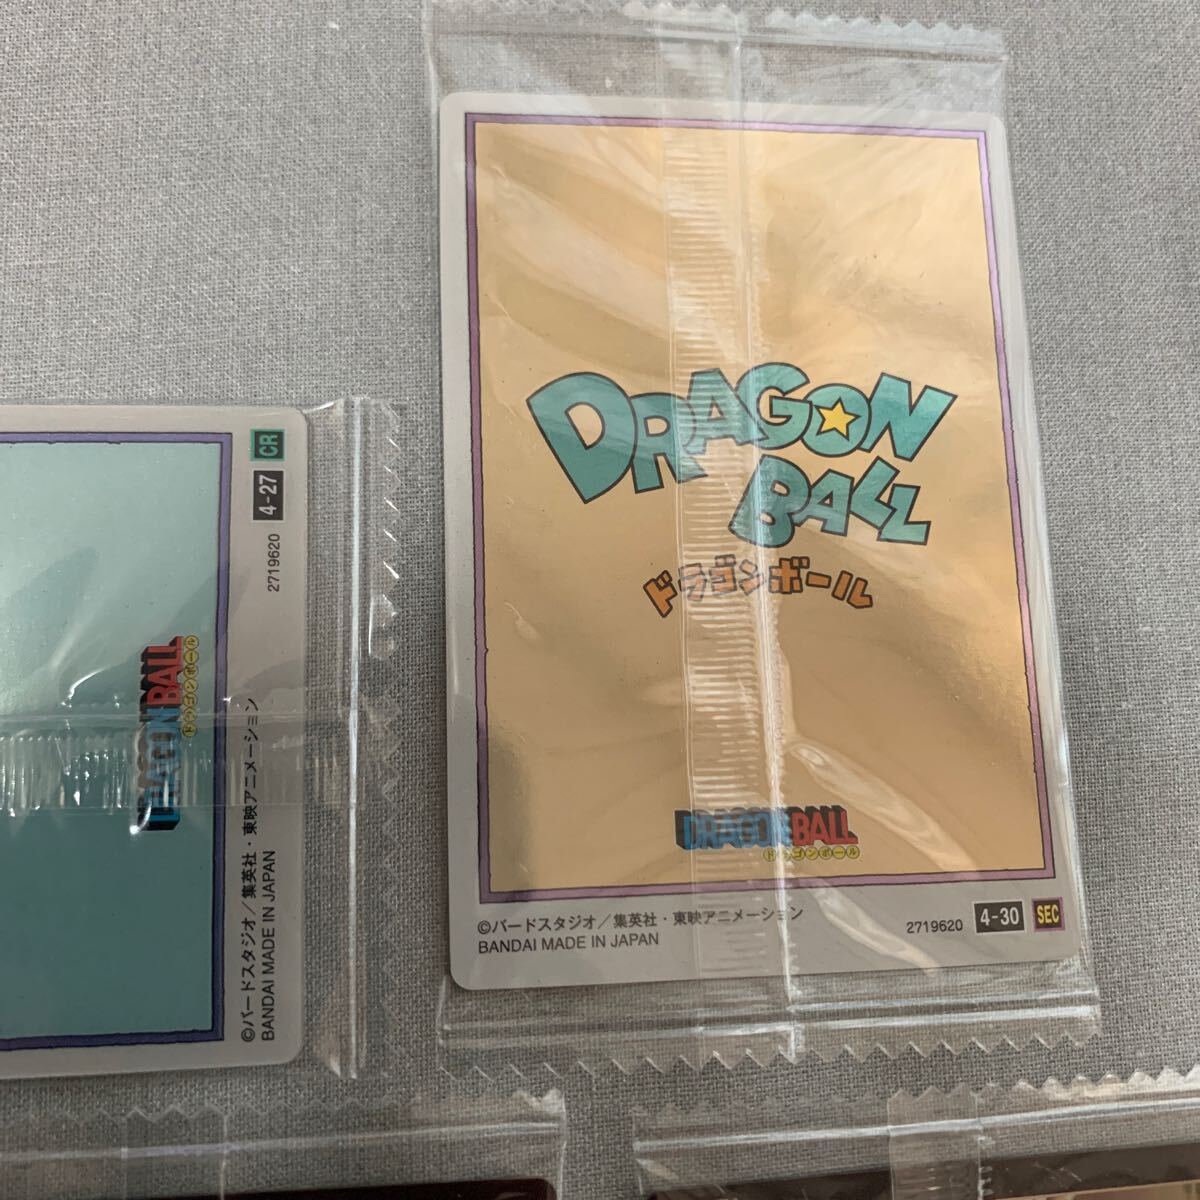 DRAGON
BALL
ドラゴンボール
DRAGONBALL
ドラゴンボール
©バードスタジオ／集英社・東映アニメーション
BANDAI MADE IN JAPAN
2719620 4-30 SEC
CR
4-27
2719620
DRAGONBALL
ドラゴンボール
©バードスタジオ／集英社・東映アニメーション
BANDAI MADE IN JAPAN